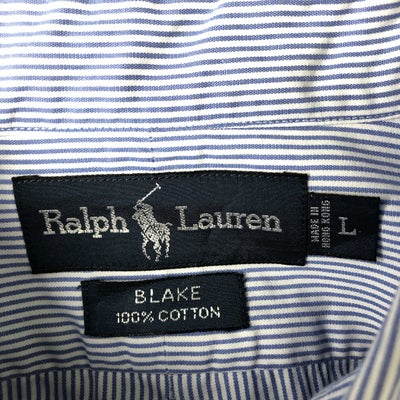 Ralph Lauren
MADE IN
HONG KONG
L
BLAKE
100% COTTON